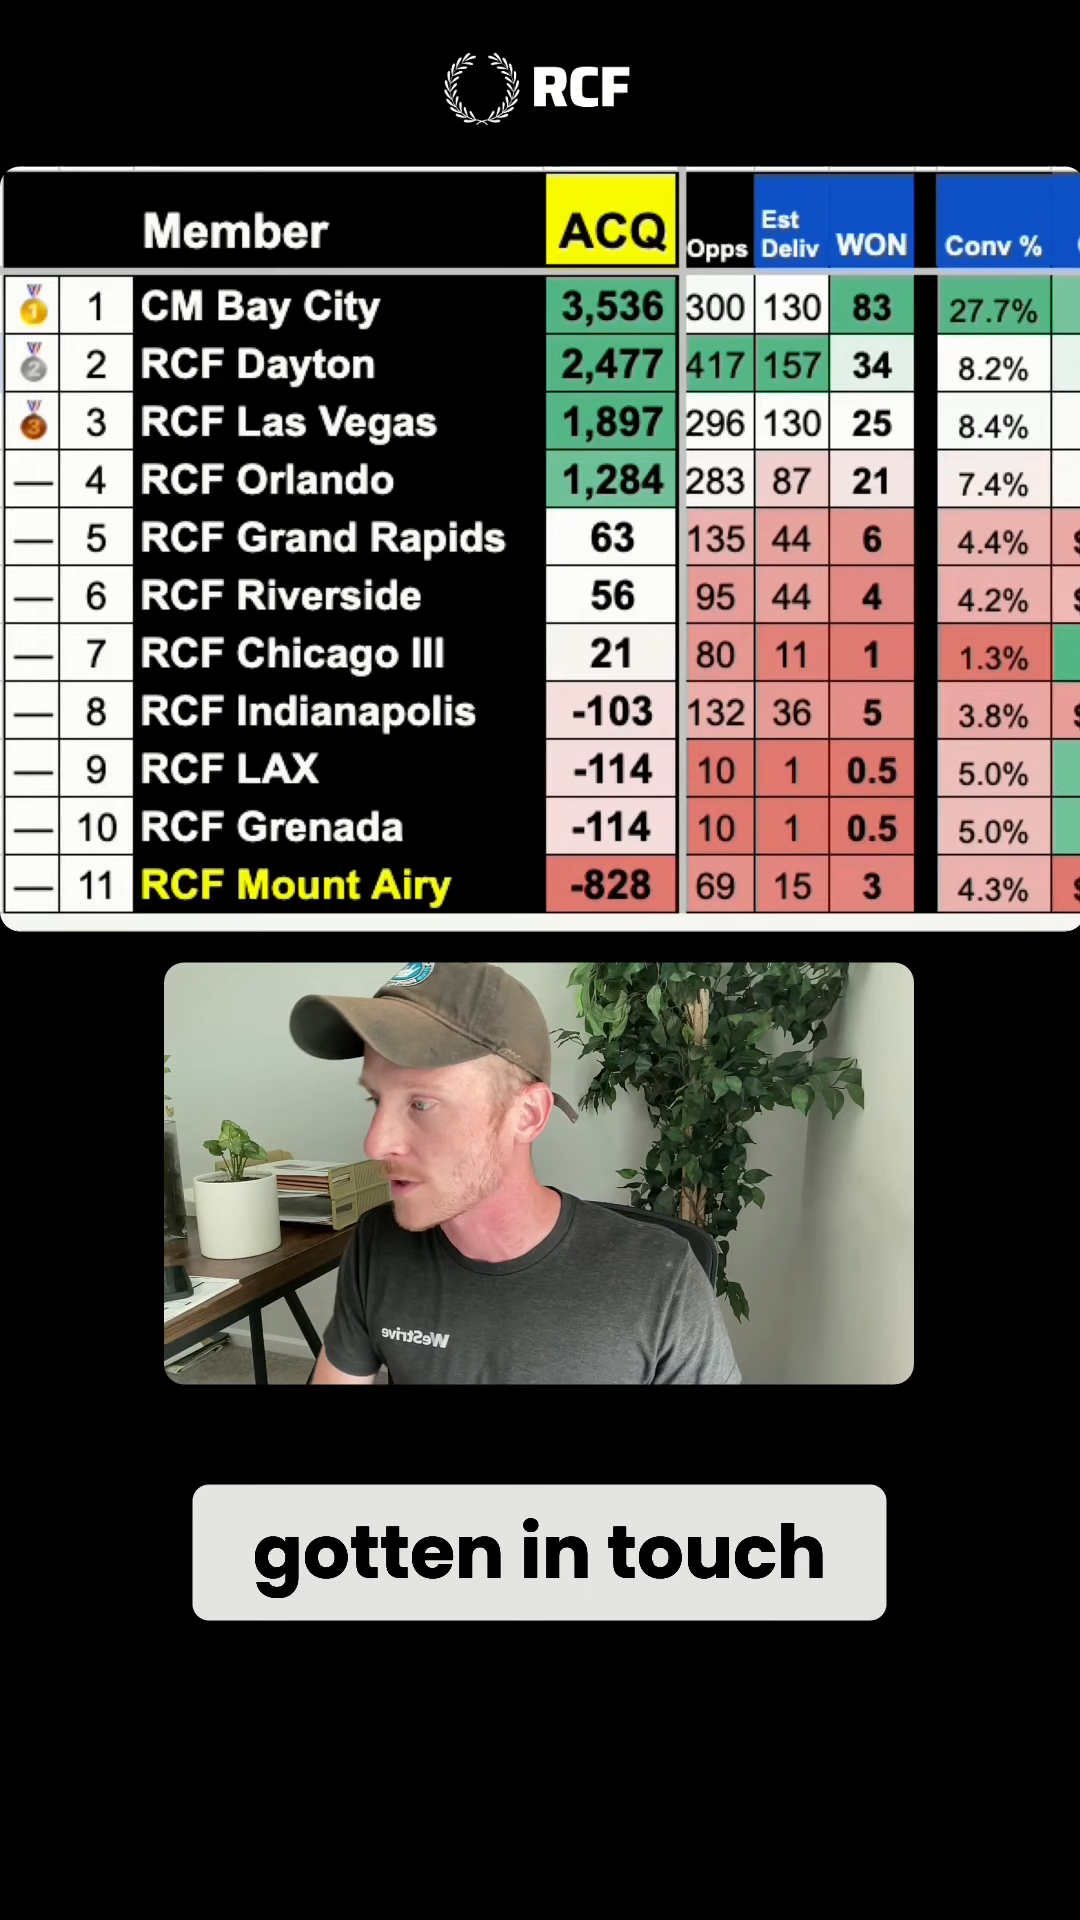 RCF
Member ACQ Opps Est Deliv WON Conv %
1 1 CM Bay City 3,536 300 130 83 27.7%
2 2 RCF Dayton 2,477 417 157 34 8.2%
3 3 RCF Las Vegas 1,897 296 130 25 8.4%
— 4 RCF Orlando 1,284 283 87 21 7.4%
— 5 RCF Grand Rapids 63 135 44 6 4.4% $
— 6 RCF Riverside 56 95 44 4 4.2% $
— 7 RCF Chicago III 21 80 11 1 1.3%
— 8 RCF Indianapolis -103 132 36 5 3.8% $
— 9 RCF LAX -114 10 1 0.5 5.0%
— 10 RCF Grenada -114 10 1 0.5 5.0%
— 11 RCF Mount Airy -828 69 15 3 4.3% $
WeStrive
gotten in touch